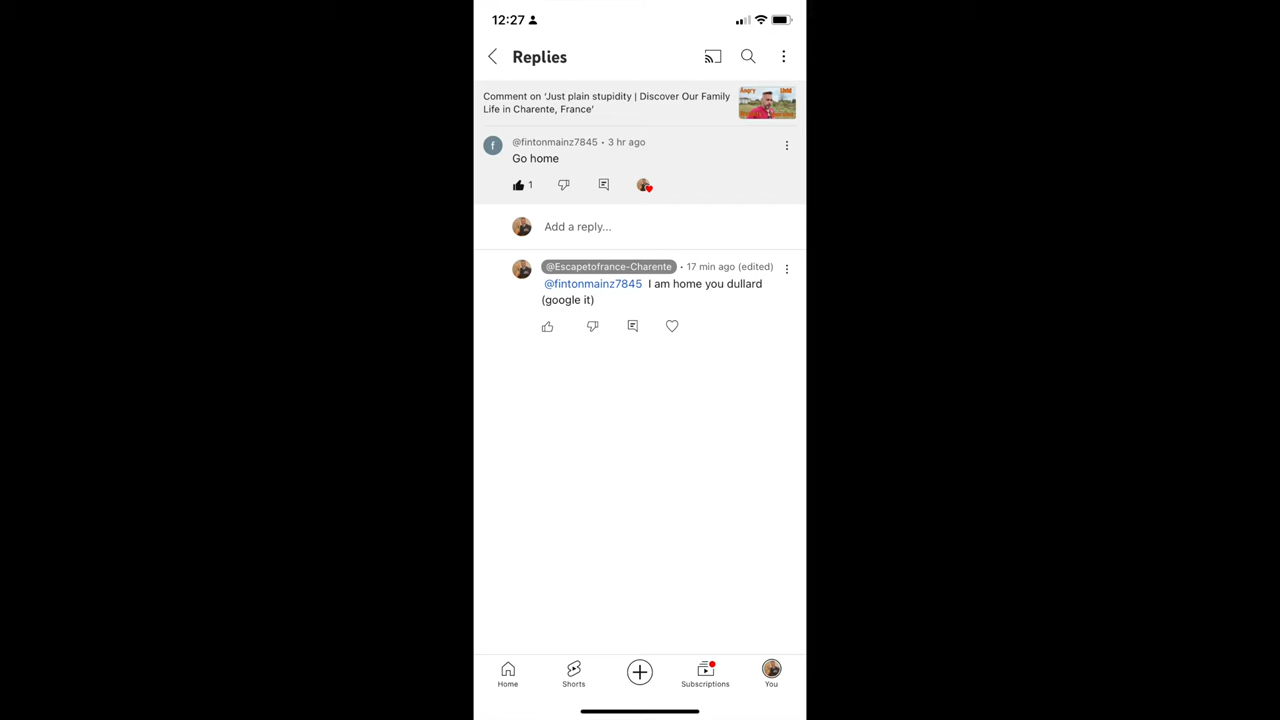 12:27
Replies
Comment on ‘Just plain stupidity | Discover Our Family
Life in Charente, France’
Angry
f
@fintonmainz7845 • 3 hr ago
Go home
1
Add a reply...
@Escapetofrance-Charente • 17 min ago (edited)
@fintonmainz7845 I am home you dullard
(google it)
Home
Shorts
Subscriptions
You